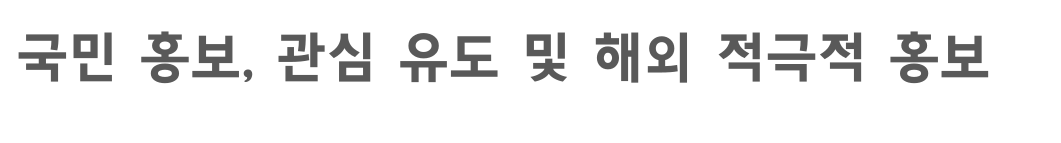 국민 홍보, 관심 유도 및 해외 적극적 홍보